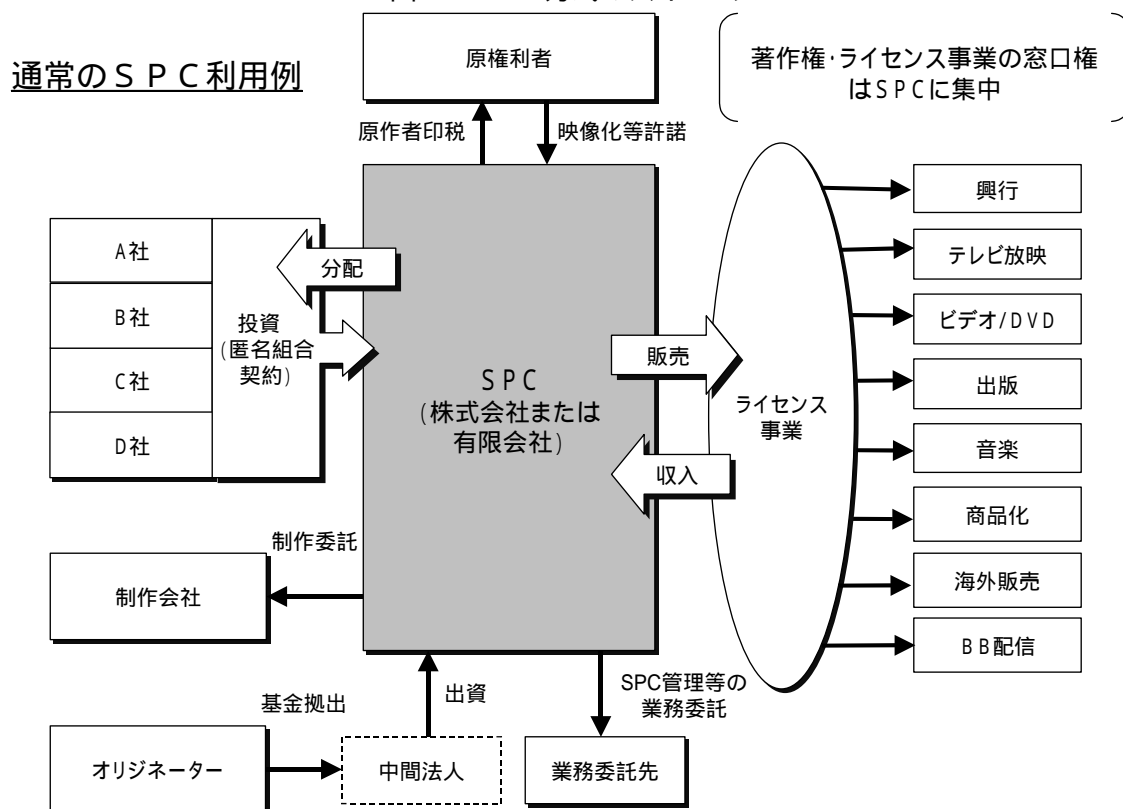 通常のＳＰＣ利用例
原権利者
著作権・ライセンス事業の窓口権
はSPCに集中
原作者印税
映像化等許諾
A社
B社
C社
D社
投資
(匿名組合
契約)
分配
SPC
(株式会社または
有限会社)
販売
収入
ライセンス
事業
興行
テレビ放映
ビデオ/DVD
出版
音楽
商品化
海外販売
BB配信
制作委託
制作会社
基金拠出
出資
SPC管理等の
業務委託
オリジネーター
中間法人
業務委託先